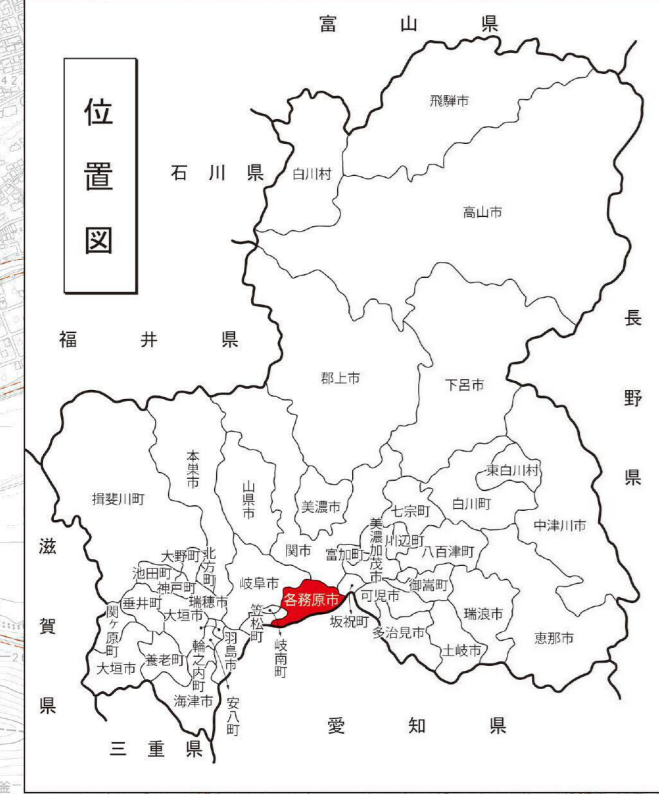 位置図
富山県
石川県
福井県
長野県
滋賀県
三重県
愛知県
飛騨市
白川村
高山市
郡上市
下呂市
本巣市
山県市
揖斐川町
美濃市
東白川村
白川町
七宗町
中津川市
関市
富加町
美濃加茂市
川辺町
八百津町
大野町
北方町
池田町
神戸町
岐阜市
各務原市
御嵩町
可児市
坂祝町
瑞浪市
恵那市
関ヶ原町
垂井町
瑞穂市
大垣市
笠松町
岐南町
多治見市
土岐市
羽島市
輪之内町
養老町
大垣市
安八町
海津市